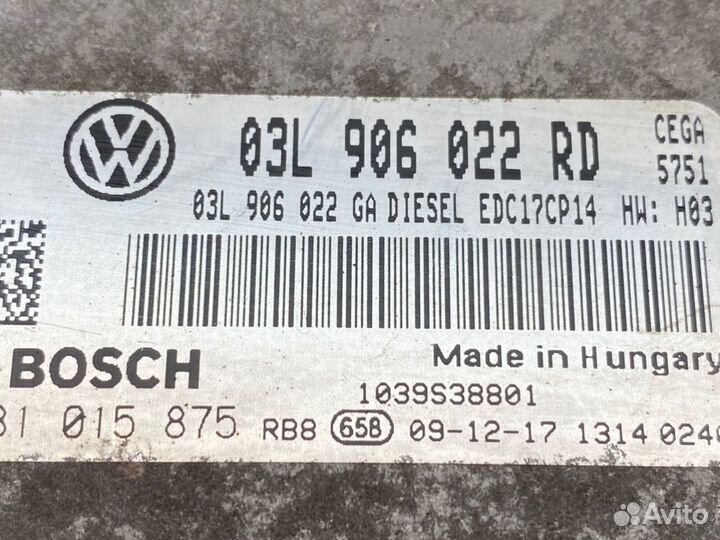 03L 906 022 RD
CEGA
5751
03L 906 022 GA DIESEL EDC17CP14 HW: H03
BOSCH
Made in Hungary
1039S38801
015 875 RB8 658 09-12-17 1314
Avito